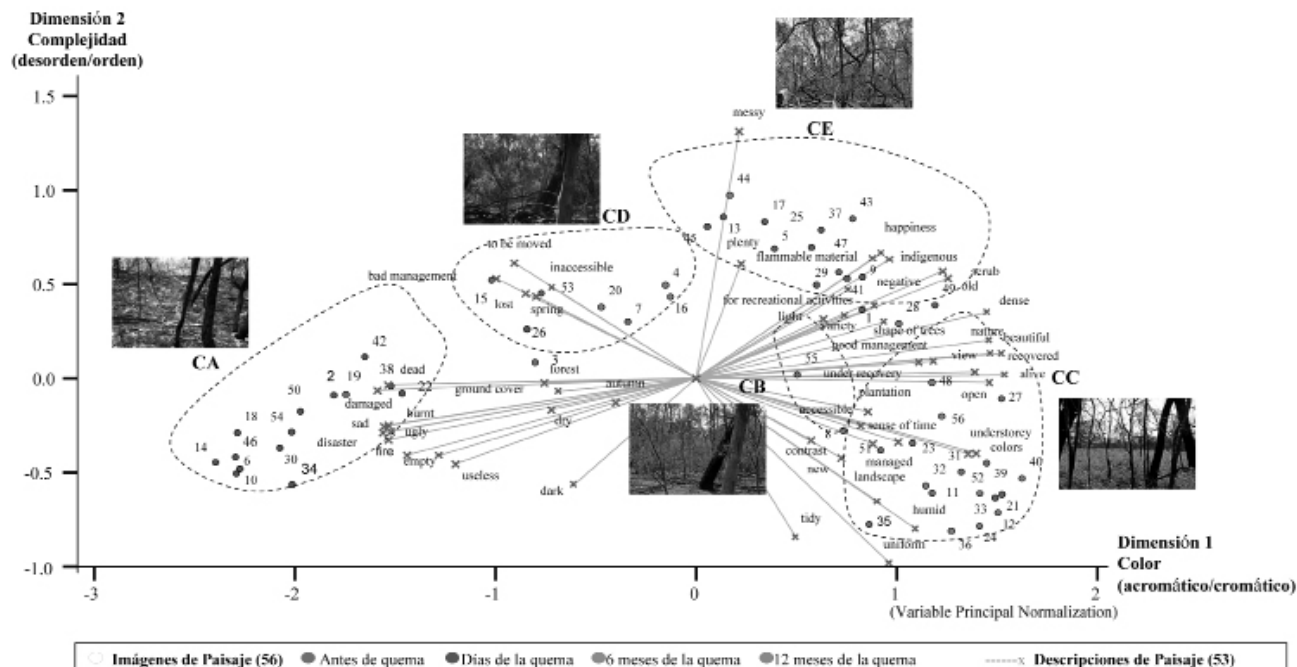 Dimensión 2
Complejidad
(desorden/orden)
1.5
1.0
0.5
0.0
-0.5
-1.0
-3
-2
-1
0
1
2
messy
CE
44
17
25
37
43
13
5
47
happiness
plenty
flammable material
indigenous
29
9
negative
scrub
old
41
49
for recreational activities
1
28
dense
light
variety
shape of trees
nature
beautiful
good management
view
recovered
55
under recovery
48
alive
CB
CC
plantation
open
27
accessible
56
8
sense of time
understorey
colors
contrast
51
23
31
new
managed
landscape
32
52
39
40
11
humid
33
21
12
tidy
35
uniform
36
24
CD
to be moved
inaccessible
bad management
4
15
lost
53
20
spring
7
16
26
3
forest
CA
42
50
2
19
38
dead
22
ground cover
autumn
damaged
18
54
burnt
dry
sad
ugly
14
46
disaster
6
30
fire
empty
10
34
useless
dark
Dimensión 1
Color
(acromático/cromático)
(Variable Principal Normalization)
Imágenes de Paisaje (56) Antes de quema Días de la quema 6 meses de la quema 12 meses de la quema Descripciones de Paisaje (53)